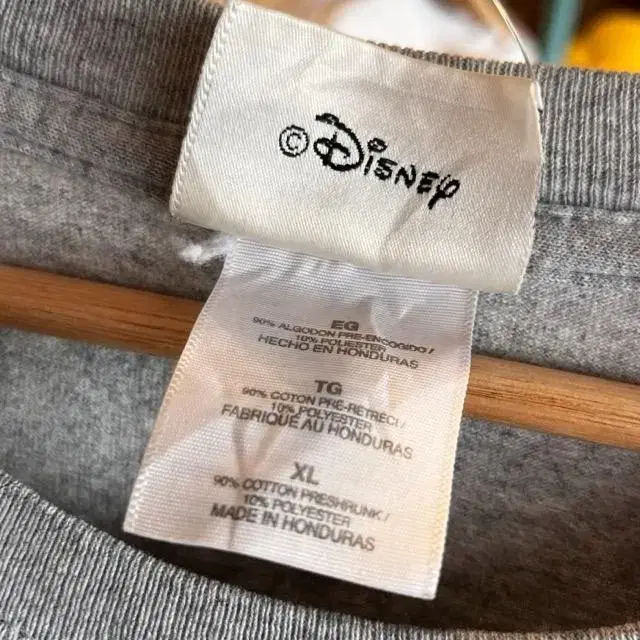 ©Disney
EG
90% ALGODON PRE-ENCOGIDO /
10% POLIESTER
HECHO EN HONDURAS
TG
90% COTON PRE-RETRECI /
10% POLYESTER
FABRIQUE AU HONDURAS
XL
90% COTTON PRESHRUNK /
10% POLYESTER
MADE IN HONDURAS